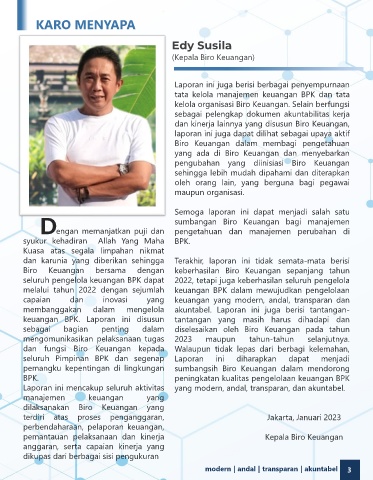 KARO MENYAPA
Edy Susila
(Kepala Biro Keuangan)
Dengan memanjatkan puji dan
syukur kehadiran Allah Yang Maha
Kuasa atas segala limpahan nikmat
dan karunia yang diberikan sehingga
Biro Keuangan bersama dengan
seluruh pengelola keuangan BPK dapat
melalui tahun 2022 dengan sejumlah
capaian dan inovasi yang
membanggakan dalam mengelola
keuangan BPK. Laporan ini disusun
sebagai bagian penting dalam
mengomunikasikan pelaksanaan tugas
dan fungsi Biro Keuangan kepada
seluruh Pimpinan BPK dan segenap
pemangku kepentingan di lingkungan
BPK.
Laporan ini mencakup seluruh aktivitas
manajemen keuangan yang
dilaksanakan Biro Keuangan yang
terdiri atas proses penganggaran,
perbendaharaan, pelaporan keuangan,
pemantauan pelaksanaan dan kinerja
anggaran, serta capaian kinerja yang
dikupas dari berbagai sisi pengukuran
Laporan ini juga berisi berbagai penyempurnaan
tata kelola manajemen keuangan BPK dan tata
kelola organisasi Biro Keuangan. Selain berfungsi
sebagai pelengkap dokumen akuntabilitas kerja
dan kinerja lainnya yang disusun Biro Keuangan,
laporan ini juga dapat dilihat sebagai upaya aktif
Biro Keuangan dalam membagi pengetahuan
yang ada di Biro Keuangan dan menyebarkan
pengubahan yang diinisiasi Biro Keuangan
sehingga lebih mudah dipahami dan diterapkan
oleh orang lain, yang berguna bagi pegawai
maupun organisasi.
Semoga laporan ini dapat menjadi salah satu
sumbangan Biro Keuangan bagi manajemen
pengetahuan dan manajemen perubahan di
BPK.
Terakhir, laporan ini tidak semata-mata berisi
keberhasilan Biro Keuangan sepanjang tahun
2022, tetapi juga keberhasilan seluruh pengelola
keuangan BPK dalam mewujudkan pengelolaan
keuangan yang modern, andal, transparan dan
akuntabel. Laporan ini juga berisi tantangan-
tantangan yang masih harus dihadapi dan
diselesaikan oleh Biro Keuangan pada tahun
2023 maupun tahun-tahun selanjutnya.
Walaupun tidak lepas dari berbagi kelemahan,
Laporan ini diharapkan dapat menjadi
sumbangsih Biro Keuangan dalam mendorong
peningkatan kualitas pengelolaan keuangan BPK
yang modern, andal, transparan, dan akuntabel.
Jakarta, Januari 2023
Kepala Biro Keuangan
modern | andal | transparan | akuntabel 3